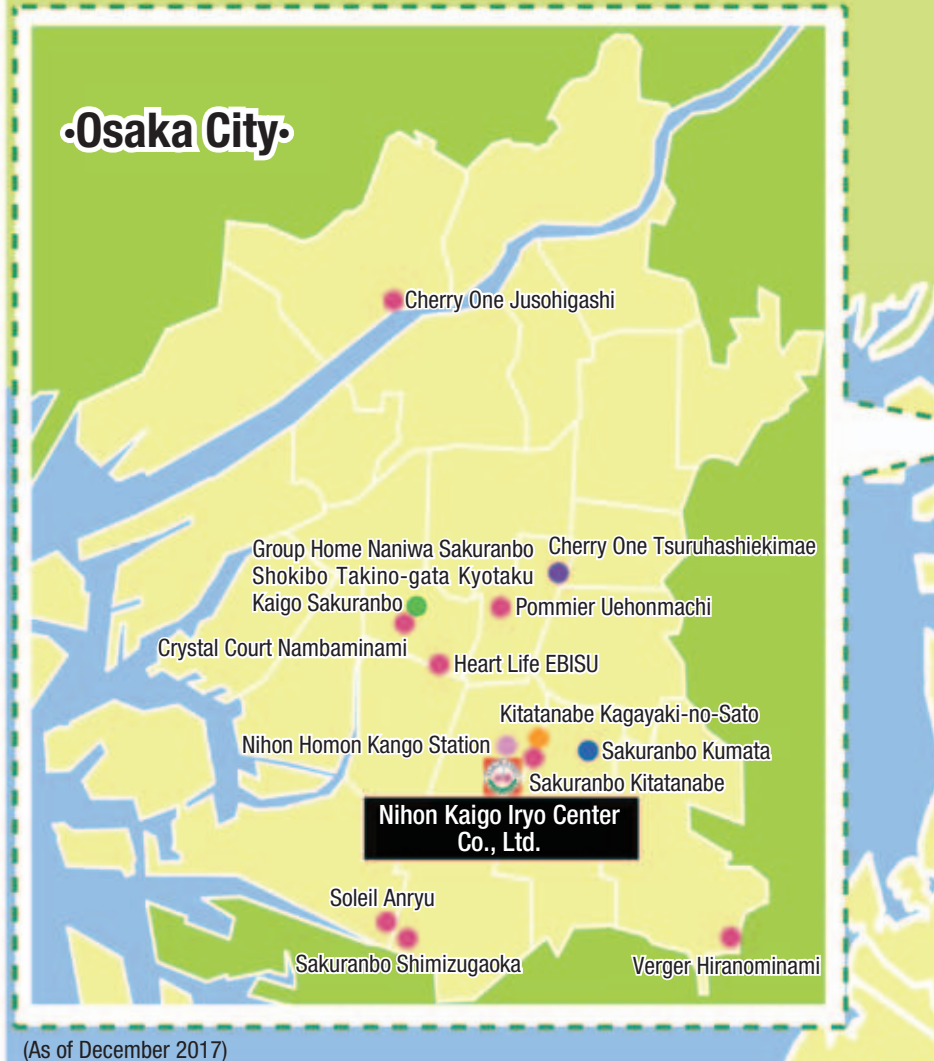 ·Osaka City·
Cherry One Jusohigashi
Group Home Naniwa Sakuranbo
Shokibo Takino-gata Kyotaku
Kaigo Sakuranbo
Cherry One Tsuruhashiekimae
Pommier Uehonmachi
Crystal Court Nambaminami
Heart Life EBISU
Kitatanabe Kagayaki-no-Sato
Nihon Homon Kango Station
Sakuranbo Kumata
Sakuranbo Kitatanabe
Nihon Kaigo Iryo Center
Co., Ltd.
Soleil Anryu
Sakuranbo Shimizugaoka
Verger Hiranominami
(As of December 2017)